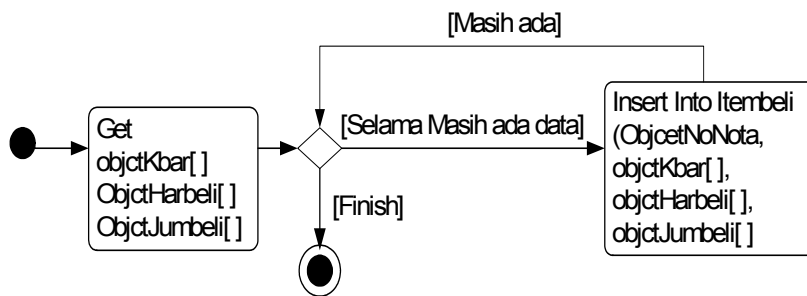 [Masih ada]
Get
objctKbar[ ]
ObjctHarbeli[ ]
ObjctJumbeli[ ]
[Selama Masih ada data]
[Finish]
Insert Into Itembeli
(ObjcetNoNota,
objctKbar[ ],
objctHarbeli[ ],
objctJumbeli[ ]